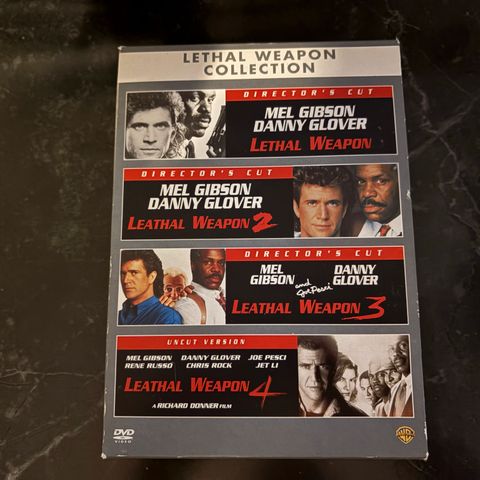 LETHAL WEAPON
COLLECTION
DIRECTOR'S CUT
MEL GIBSON
DANNY GLOVER
LETHAL WEAPON
DIRECTOR'S CUT
MEL GIBSON
DANNY GLOVER
LEATHAL WEAPON 2
DIRECTOR'S CUT
MEL GIBSON
DANNY GLOVER
and Joe Pesci
LEATHAL WEAPON 3
UNCUT VERSION
MEL GIBSON DANNY GLOVER JOE PESCI
RENE RUSSO CHRIS ROCK JET LI
LEATHAL WEAPON 4
A RICHARD DONNER FILM
DVD
VIDEO
WB